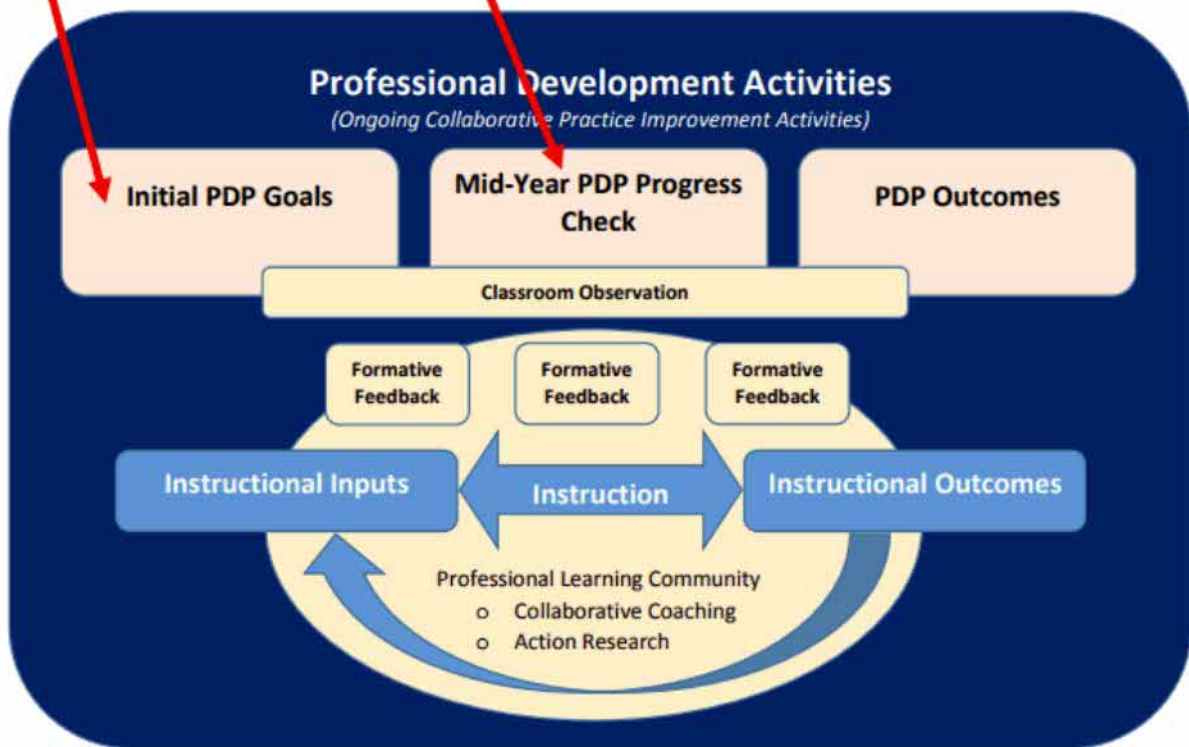 Professional Development Activities
(Ongoing Collaborative Practice Improvement Activities)
Initial PDP Goals
Mid-Year PDP Progress
Check
PDP Outcomes
Classroom Observation
Formative
Feedback
Formative
Feedback
Formative
Feedback
Instructional Inputs
Instruction
Instructional Outcomes
Professional Learning Community
o Collaborative Coaching
o Action Research